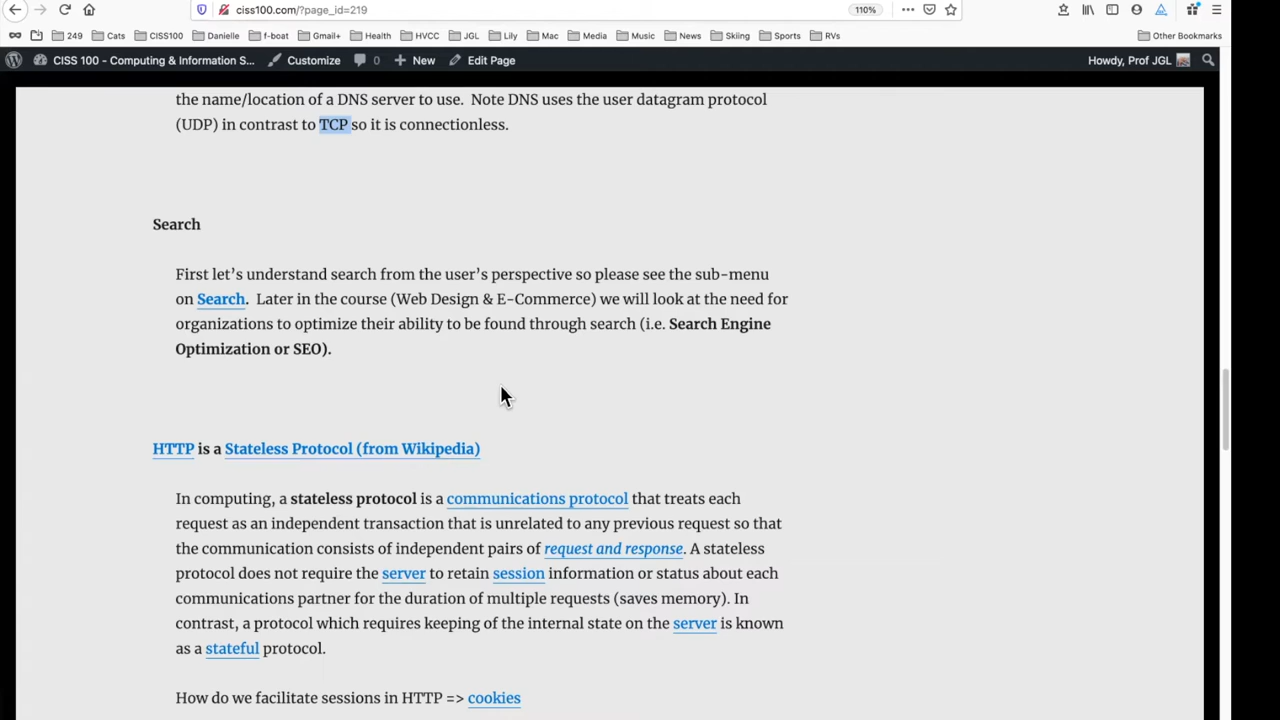 ciss100.com/?page_id=219
110%
249 Cats CISS100 Danielle f-boat Gmail+ Health HVCC JGL Lily Mac Media Music News Skiing Sports RVs Other Bookmarks
CISS 100 - Computing & Information S... Customize 0 New Edit Page Howdy, Prof JGL
the name/location of a DNS server to use. Note DNS uses the user datagram protocol
(UDP) in contrast to TCP so it is connectionless.
Search
First let’s understand search from the user’s perspective so please see the sub-menu
on Search. Later in the course (Web Design & E-Commerce) we will look at the need for
organizations to optimize their ability to be found through search (i.e. Search Engine
Optimization or SEO).
HTTP is a Stateless Protocol (from Wikipedia)
In computing, a stateless protocol is a communications protocol that treats each
request as an independent transaction that is unrelated to any previous request so that
the communication consists of independent pairs of request and response. A stateless
protocol does not require the server to retain session information or status about each
communications partner for the duration of multiple requests (saves memory). In
contrast, a protocol which requires keeping of the internal state on the server is known
as a stateful protocol.
How do we facilitate sessions in HTTP => cookies